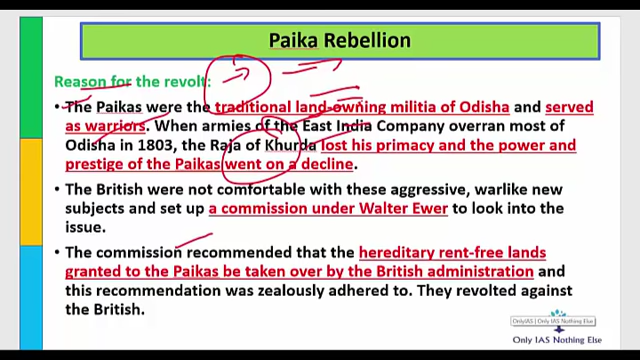 Paika Rebellion
Reason for the revolt:
• The Paikas were the traditional land-owning militia of Odisha and served
as warriors. When armies of the East India Company overran most of
Odisha in 1803, the Raja of Khurda lost his primacy and the power and
prestige of the Paikas went on a decline.
• The British were not comfortable with these aggressive, warlike new
subjects and set up a commission under Walter Ewer to look into the
issue.
• The commission recommended that the hereditary rent-free lands
granted to the Paikas be taken over by the British administration and
this recommendation was zealously adhered to. They revolted against
the British.
OnlyIAS | Only IAS Nothing Else
Only IAS Nothing Else